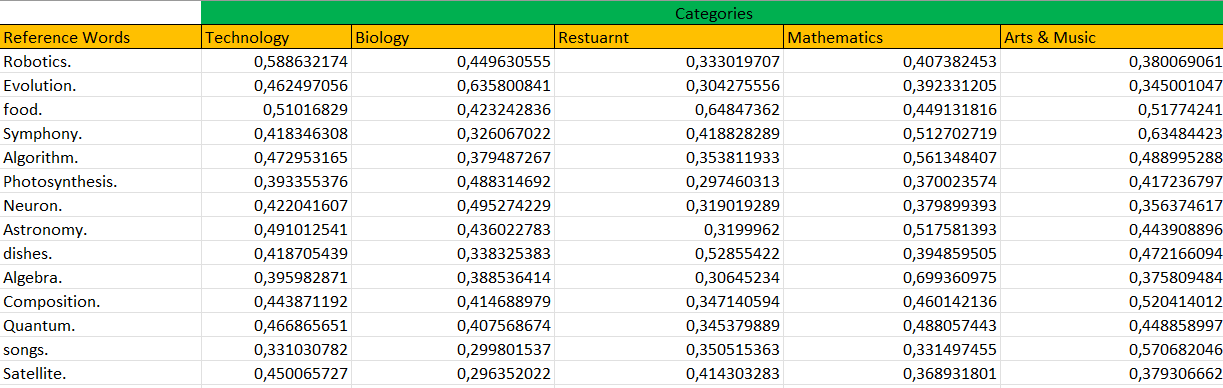 Categories
Reference Words Technology Biology Restuarnt Mathematics Arts & Music
Robotics. 0,588632174 0,449630555 0,333019707 0,407382453 0,380069061
Evolution. 0,462497056 0,635800841 0,304275556 0,392331205 0,345001047
food. 0,51016829 0,423242836 0,64847362 0,449131816 0,51774241
Symphony. 0,418346308 0,326067022 0,418828289 0,512702719 0,63484423
Algorithm. 0,472953165 0,379487267 0,353811933 0,561348407 0,488995288
Photosynthesis. 0,393355376 0,488314692 0,297460313 0,370023574 0,417236797
Neuron. 0,422041607 0,495274229 0,319019289 0,379899393 0,356374617
Astronomy. 0,491012541 0,436022783 0,3199962 0,517581393 0,443908896
dishes. 0,418705439 0,338325383 0,52855422 0,394859505 0,472166094
Algebra. 0,395982871 0,388536414 0,30645234 0,699360975 0,375809484
Composition. 0,443871192 0,414688979 0,347140594 0,460142136 0,520414012
Quantum. 0,466865651 0,407568674 0,345379889 0,488057443 0,448858997
songs. 0,331030782 0,299801537 0,350515363 0,331497455 0,570682046
Satellite. 0,450065727 0,296352022 0,414303283 0,368931801 0,379306662